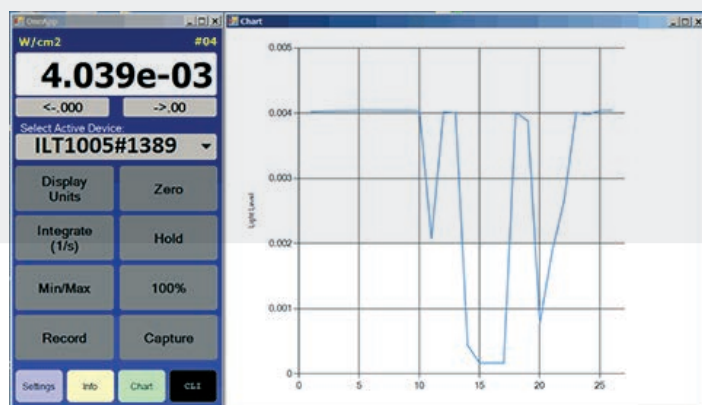 OneApp
W/cm2 #04
4.039e-03
<-.000 ->.00
Select Active Device:
ILT1005#1389
Display Units Zero
Integrate (1/s) Hold
Min/Max 100%
Record Capture
Settings Info Chart CLI
Chart
0.005
0.004
0.003
0.002
0.001
0
Light Level
0 5 10 15 20 25